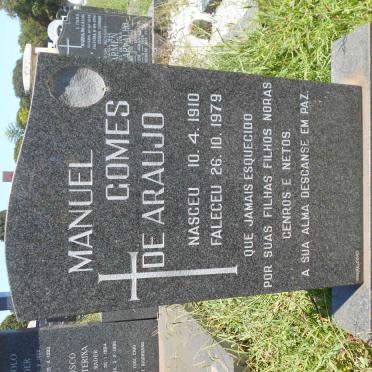 MANUEL
GOMES
DE ARAUJO
NASCEU 10.4.1910
FALECEU 26.10.1979
QUE JAMAIS ESQUECIDO
POR SUAS FILHAS FILHOS NORAS
GENROS E NETOS.
A SUA ALMA DESCANSE EM PAZ